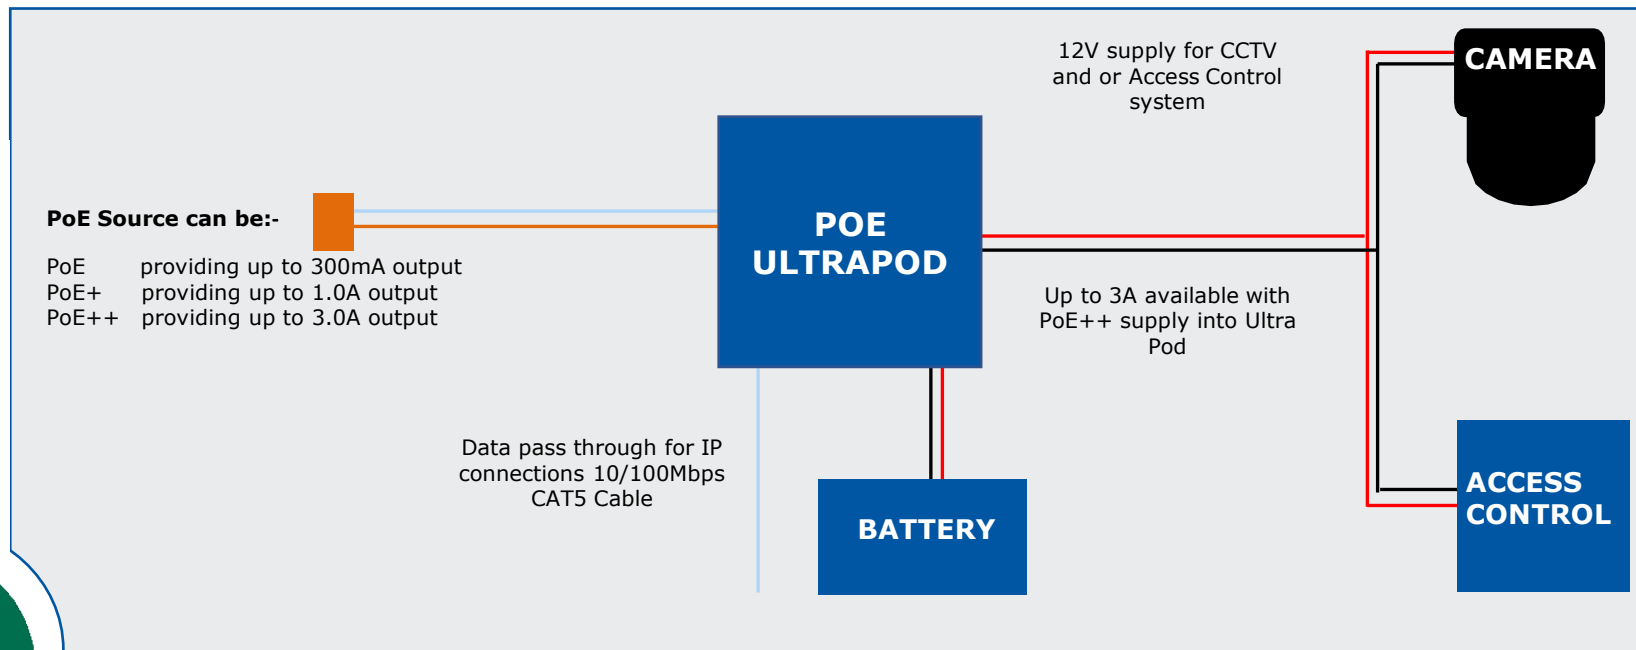 12V supply for CCTV
and or Access Control
system
CAMERA
PoE Source can be:-
PoE providing up to 300mA output
PoE+ providing up to 1.0A output
PoE++ providing up to 3.0A output
POE
ULTRAPOD
Up to 3A available with
PoE++ supply into Ultra
Pod
Data pass through for IP
connections 10/100Mbps
CAT5 Cable
BATTERY
ACCESS
CONTROL